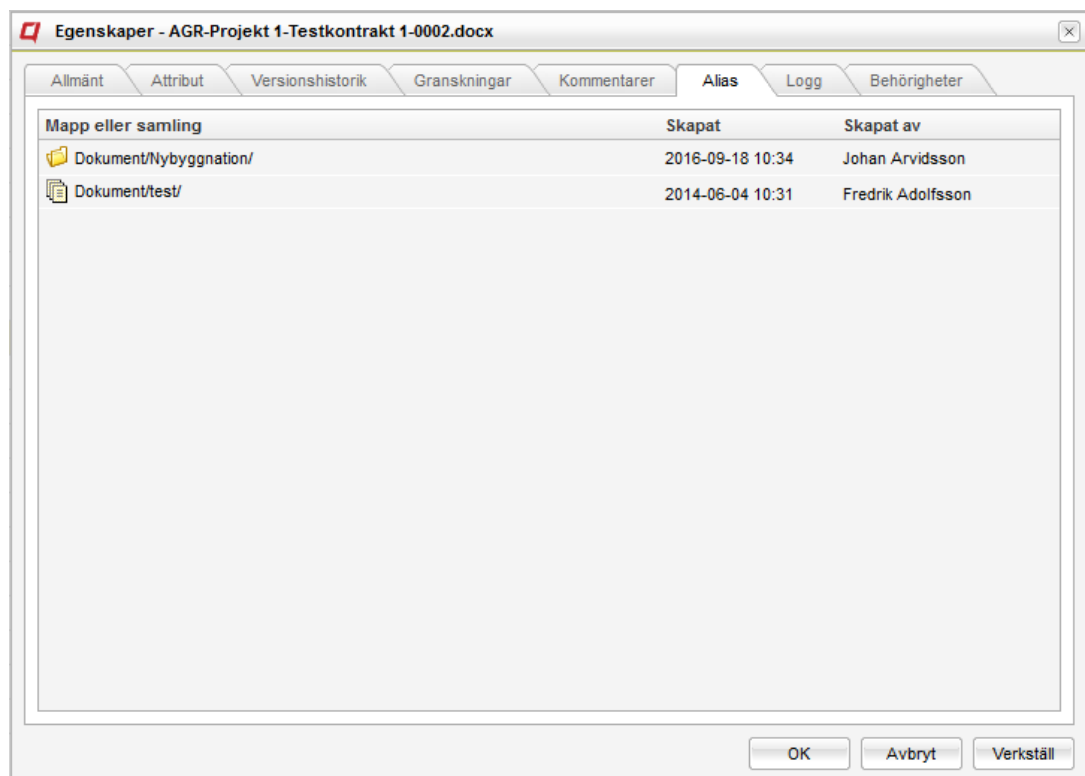 Egenskaper - AGR-Projekt 1-Testkontrakt 1-0002.docx
Allmänt Attribut Versionshistorik Granskningar Kommentarer Alias Logg Behörigheter
Mapp eller samling Skapat Skapat av
Dokument/Nybyggnation/ 2016-09-18 10:34 Johan Arvidsson
Dokument/test/ 2014-06-04 10:31 Fredrik Adolfsson
OK Avbryt Verkställ